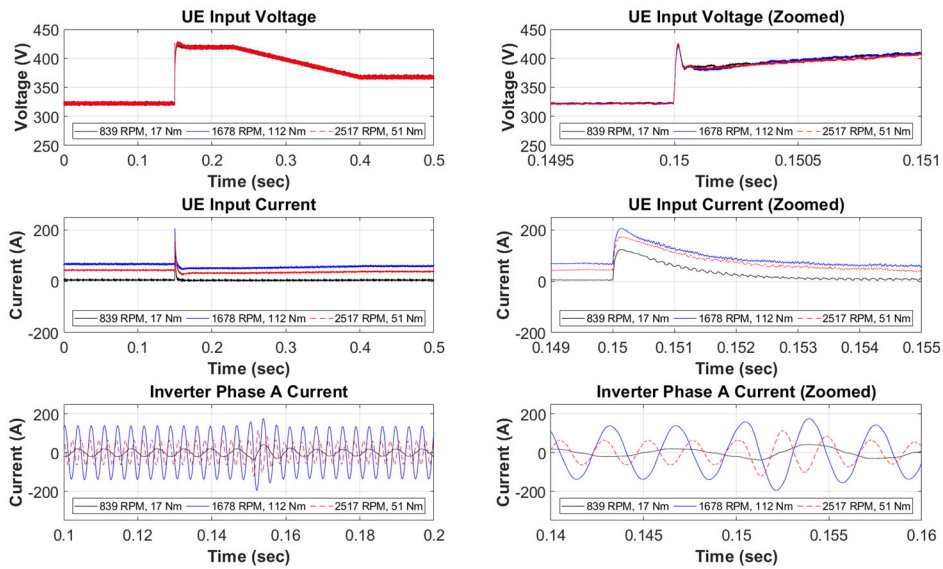 UE Input Voltage
450
400
350
300
250
Voltage (V)
839 RPM, 17 Nm 1678 RPM, 112 Nm 2517 RPM, 51 Nm
0 0.1 0.2 0.3 0.4 0.5
Time (sec)
UE Input Voltage (Zoomed)
450
400
350
300
250
Voltage (V)
839 RPM, 17 Nm 1678 RPM, 112 Nm 2517 RPM, 51 Nm
0.1495 0.15 0.1505 0.151
Time (sec)
UE Input Current
200
0
-200
Current (A)
839 RPM, 17 Nm 1678 RPM, 112 Nm 2517 RPM, 51 Nm
0 0.1 0.2 0.3 0.4 0.5
Time (sec)
UE Input Current (Zoomed)
200
0
-200
Current (A)
839 RPM, 17 Nm 1678 RPM, 112 Nm 2517 RPM, 51 Nm
0.149 0.15 0.151 0.152 0.153 0.154 0.155
Time (sec)
Inverter Phase A Current
200
0
-200
Current (A)
839 RPM, 17 Nm 1678 RPM, 112 Nm 2517 RPM, 51 Nm
0.1 0.12 0.14 0.16 0.18 0.2
Time (sec)
Inverter Phase A Current (Zoomed)
200
0
-200
Current (A)
839 RPM, 17 Nm 1678 RPM, 112 Nm 2517 RPM, 51 Nm
0.14 0.145 0.15 0.155 0.16
Time (sec)